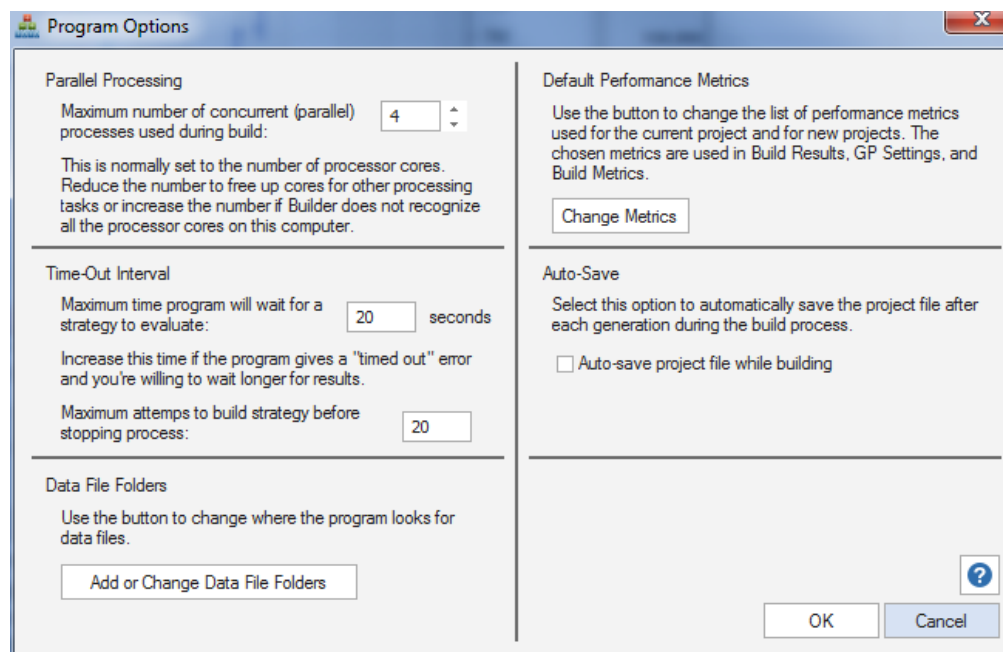 Program Options
X
Parallel Processing
Maximum number of concurrent (parallel)
processes used during build:
4
This is normally set to the number of processor cores.
Reduce the number to free up cores for other processing
tasks or increase the number if Builder does not recognize
all the processor cores on this computer.
Time-Out Interval
Maximum time program will wait for a
strategy to evaluate:
20 seconds
Increase this time if the program gives a "timed out" error
and you're willing to wait longer for results.
Maximum attemps to build strategy before
stopping process:
20
Data File Folders
Use the button to change where the program looks for
data files.
Add or Change Data File Folders
Default Performance Metrics
Use the button to change the list of performance metrics
used for the current project and for new projects. The
chosen metrics are used in Build Results, GP Settings, and
Build Metrics.
Change Metrics
Auto-Save
Select this option to automatically save the project file after
each generation during the build process.
Auto-save project file while building
?
OK
Cancel